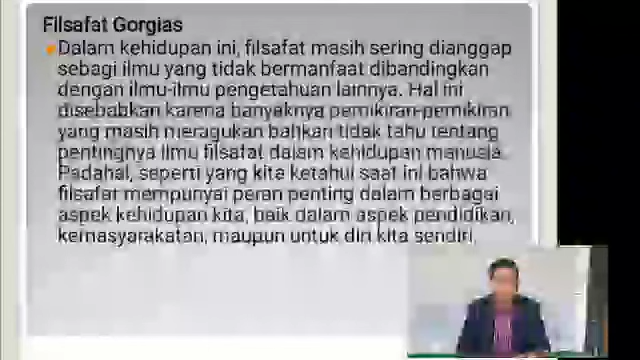 Filsafat Gorgias
Dalam kehidupan ini, filsafat masih sering dianggap
sebagi ilmu yang tidak bermanfaat dibandingkan
dengan ilmu-ilmu pengetahuan lainnya. Hal ini
disebabkan karena banyaknya pemikiran-pemikiran
yang masih meragukan bahkan tidak tahu tentang
pentingnya ilmu filsafat dalam kehidupan manusia.
Padahal, seperti yang kita ketahui saat ini bahwa
filsafat mempunyai peran penting dalam berbagai
aspek kehidupan kita, baik dalam aspek pendidikan,
kemasyarakatan, maupun untuk diri kita sendiri.